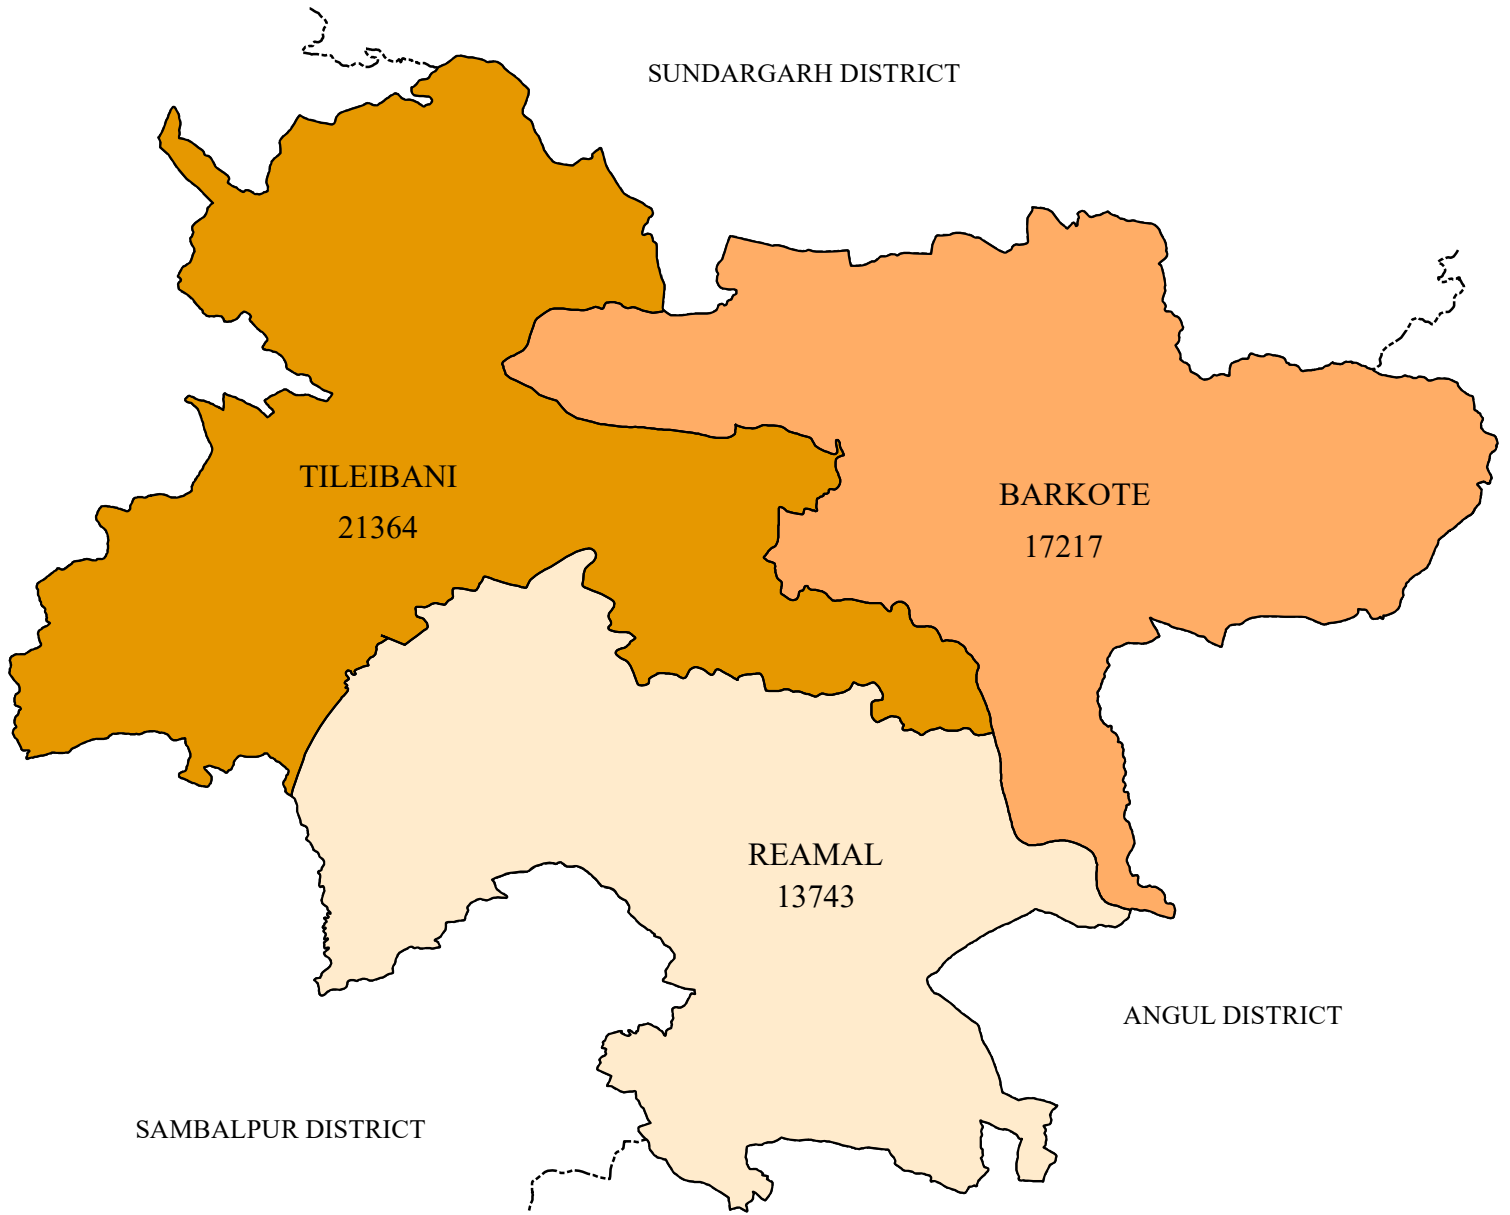 SUNDARGARH DISTRICT
TILEIBANI
21364
BARKOTE
17217
REAMAL
13743
ANGUL DISTRICT
SAMBALPUR DISTRICT